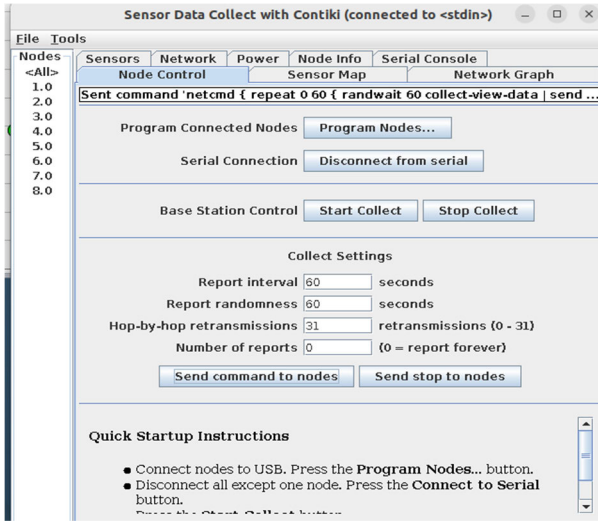 Sensor Data Collect with Contiki (connected to <stdin>)
File Tools
Nodes
<All>
1.0
2.0
3.0
4.0
5.0
6.0
7.0
8.0
Sensors Network Power Node Info Serial Console
Node Control Sensor Map Network Graph
Sent command 'netcmd { repeat 0 60 { randwait 60 collect-view-data | send ...
Program Connected Nodes Program Nodes...
Serial Connection Disconnect from serial
Base Station Control Start Collect Stop Collect
Collect Settings
Report interval 60 seconds
Report randomness 60 seconds
Hop-by-hop retransmissions 31 retransmissions (0 - 31)
Number of reports 0 (0 = report forever)
Send command to nodes Send stop to nodes
Quick Startup Instructions
● Connect nodes to USB. Press the Program Nodes... button.
● Disconnect all except one node. Press the Connect to Serial
button.